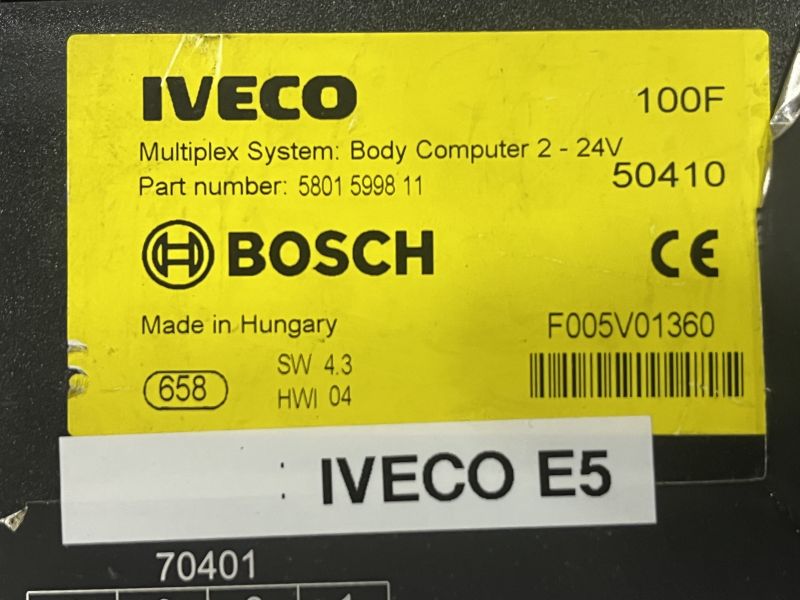 IVECO
100F
Multiplex System: Body Computer 2 - 24V
Part number: 5801 5998 11
50410
BOSCH
CE
Made in Hungary
F005V01360
658
SW 4.3
HWI 04
: IVECO E5
70401